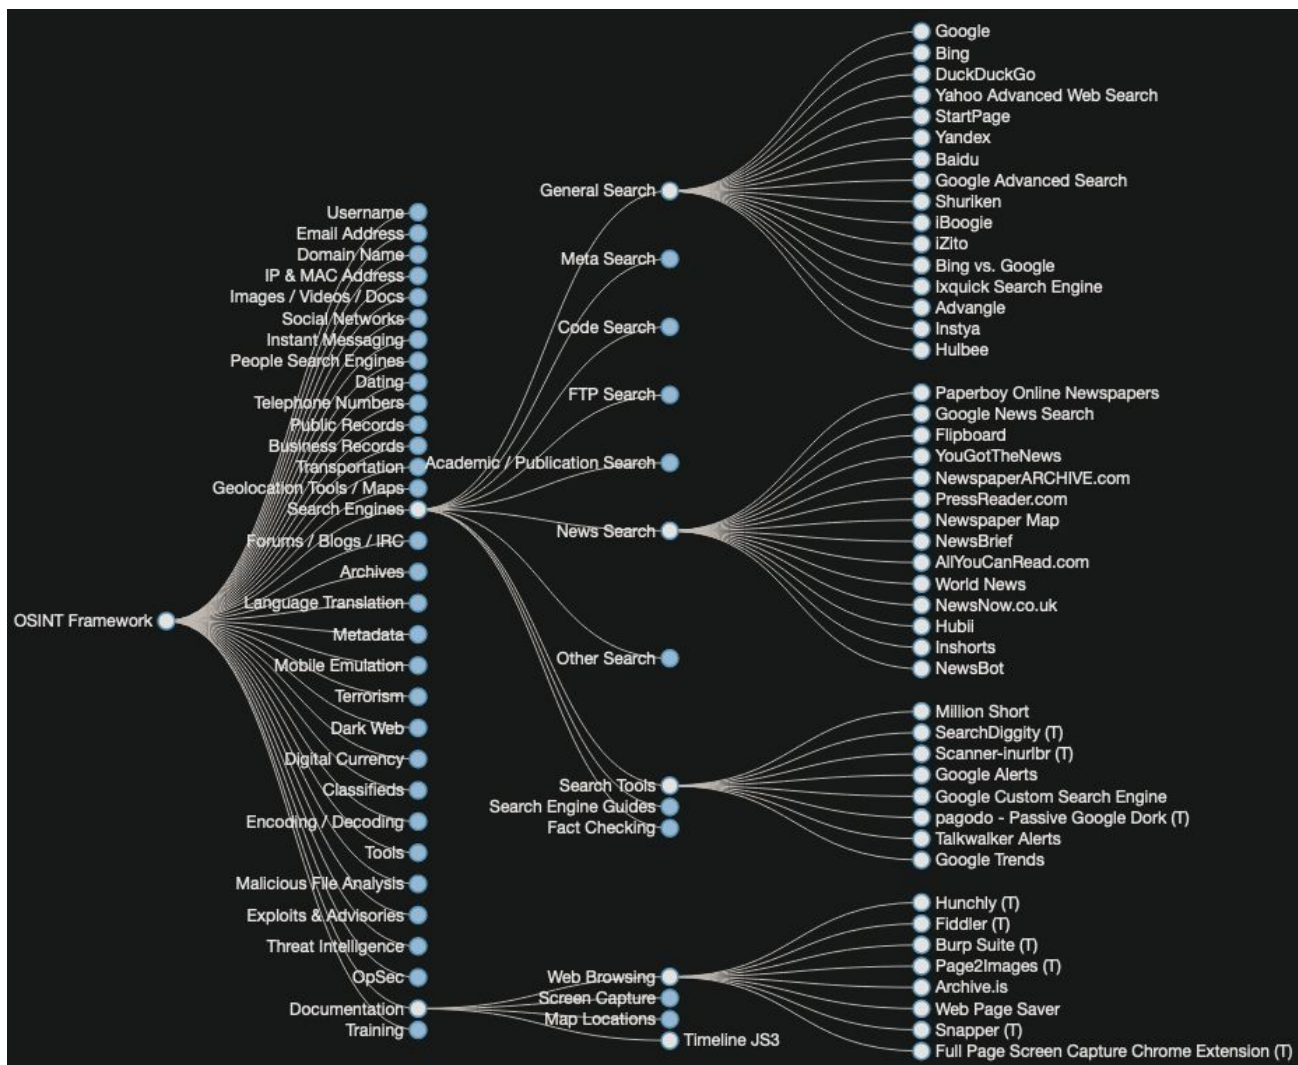 OSINT Framework
Username
Email Address
Domain Name
IP & MAC Address
Images / Videos / Docs
Social Networks
Instant Messaging
People Search Engines
Dating
Telephone Numbers
Public Records
Business Records
Transportation
Geolocation Tools / Maps
Search Engines
Forums / Blogs / IRC
Archives
Language Translation
Metadata
Mobile Emulation
Terrorism
Dark Web
Digital Currency
Classifieds
Encoding / Decoding
Tools
Malicious File Analysis
Exploits & Advisories
Threat Intelligence
OpSec
Documentation
Training
General Search
Meta Search
Code Search
FTP Search
Academic / Publication Search
News Search
Other Search
Search Tools
Search Engine Guides
Fact Checking
Web Browsing
Screen Capture
Map Locations
Timeline JS3
Google
Bing
DuckDuckGo
Yahoo Advanced Web Search
StartPage
Yandex
Baidu
Google Advanced Search
Shuriken
iBoogie
iZito
Bing vs. Google
Ixquick Search Engine
Advangle
Instya
Hulbee
Paperboy Online Newspapers
Google News Search
Flipboard
YouGotTheNews
NewspaperARCHIVE.com
PressReader.com
Newspaper Map
NewsBrief
AllYouCanRead.com
World News
NewsNow.co.uk
Hubii
Inshorts
NewsBot
Million Short
SearchDiggity (T)
Scanner-inurlbr (T)
Google Alerts
Google Custom Search Engine
pagodo - Passive Google Dork (T)
Talkwalker Alerts
Google Trends
Hunchly (T)
Fiddler (T)
Burp Suite (T)
Page2Images (T)
Archive.is
Web Page Saver
Snapper (T)
Full Page Screen Capture Chrome Extension (T)